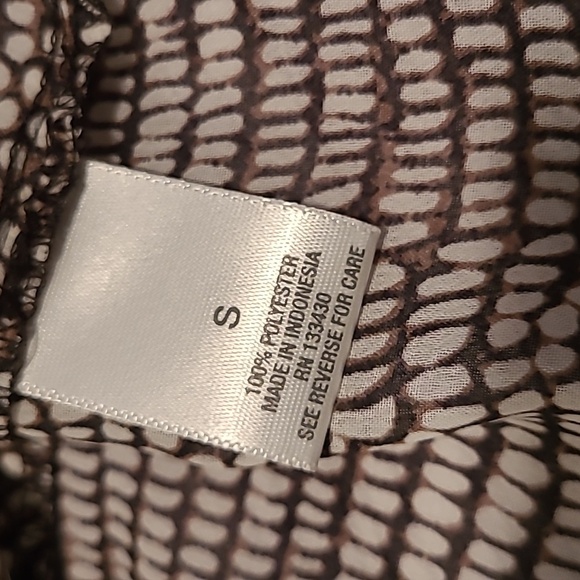 S
100% POLYESTER
MADE IN INDONESIA
RN 133430
SEE REVERSE FOR CARE